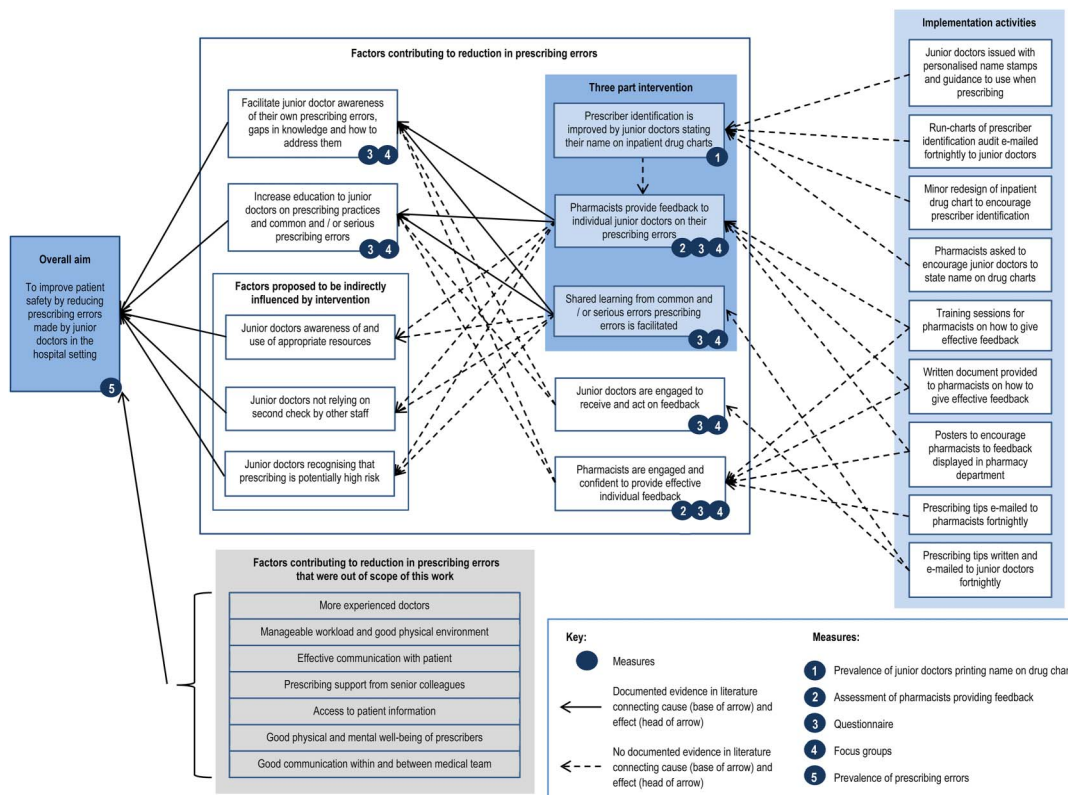 Factors contributing to reduction in prescribing errors
Implementation activities
Overall aim
To improve patient
safety by reducing
prescribing errors
made by junior
doctors in the
hospital setting
5
Facilitate junior doctor awareness
of their own prescribing errors,
gaps in knowledge and how to
address them
3 4
Increase education to junior
doctors on prescribing practices
and common and / or serious
prescribing errors
3 4
Factors proposed to be indirectly
influenced by intervention
Junior doctors awareness of and
use of appropriate resources
Junior doctors not relying on
second check by other staff
Junior doctors recognising that
prescribing is potentially high risk
Three part intervention
Prescriber identification is
improved by junior doctors stating
their name on inpatient drug charts
1
Pharmacists provide feedback to
individual junior doctors on their
prescribing errors
2 3 4
Shared learning from common and
/ or serious errors prescribing
errors is facilitated
3 4
Junior doctors are engaged to
receive and act on feedback
3 4
Pharmacists are engaged and
confident to provide effective
individual feedback
2 3 4
Junior doctors issued with
personalised name stamps
and guidance to use when
prescribing
Run-charts of prescriber
identification audit e-mailed
fortnightly to junior doctors
Minor redesign of inpatient
drug chart to encourage
prescriber identification
Pharmacists asked to
encourage junior doctors to
state name on drug charts
Training sessions for
pharmacists on how to give
effective feedback
Written document provided
to pharmacists on how to
give effective feedback
Posters to encourage
pharmacists to feedback
displayed in pharmacy
department
Prescribing tips e-mailed to
pharmacists fortnightly
Prescribing tips written and
e-mailed to junior doctors
fortnightly
Factors contributing to reduction in prescribing errors
that were out of scope of this work
More experienced doctors
Manageable workload and good physical environment
Effective communication with patient
Prescribing support from senior colleagues
Access to patient information
Good physical and mental well-being of prescribers
Good communication within and between medical team
Key:
Measures
Documented evidence in literature
connecting cause (base of arrow) and
effect (head of arrow)
No documented evidence in literature
connecting cause (base of arrow) and
effect (head of arrow)
Measures:
1 Prevalence of junior doctors printing name on drug char
2 Assessment of pharmacists providing feedback
3 Questionnaire
4 Focus groups
5 Prevalence of prescribing errors